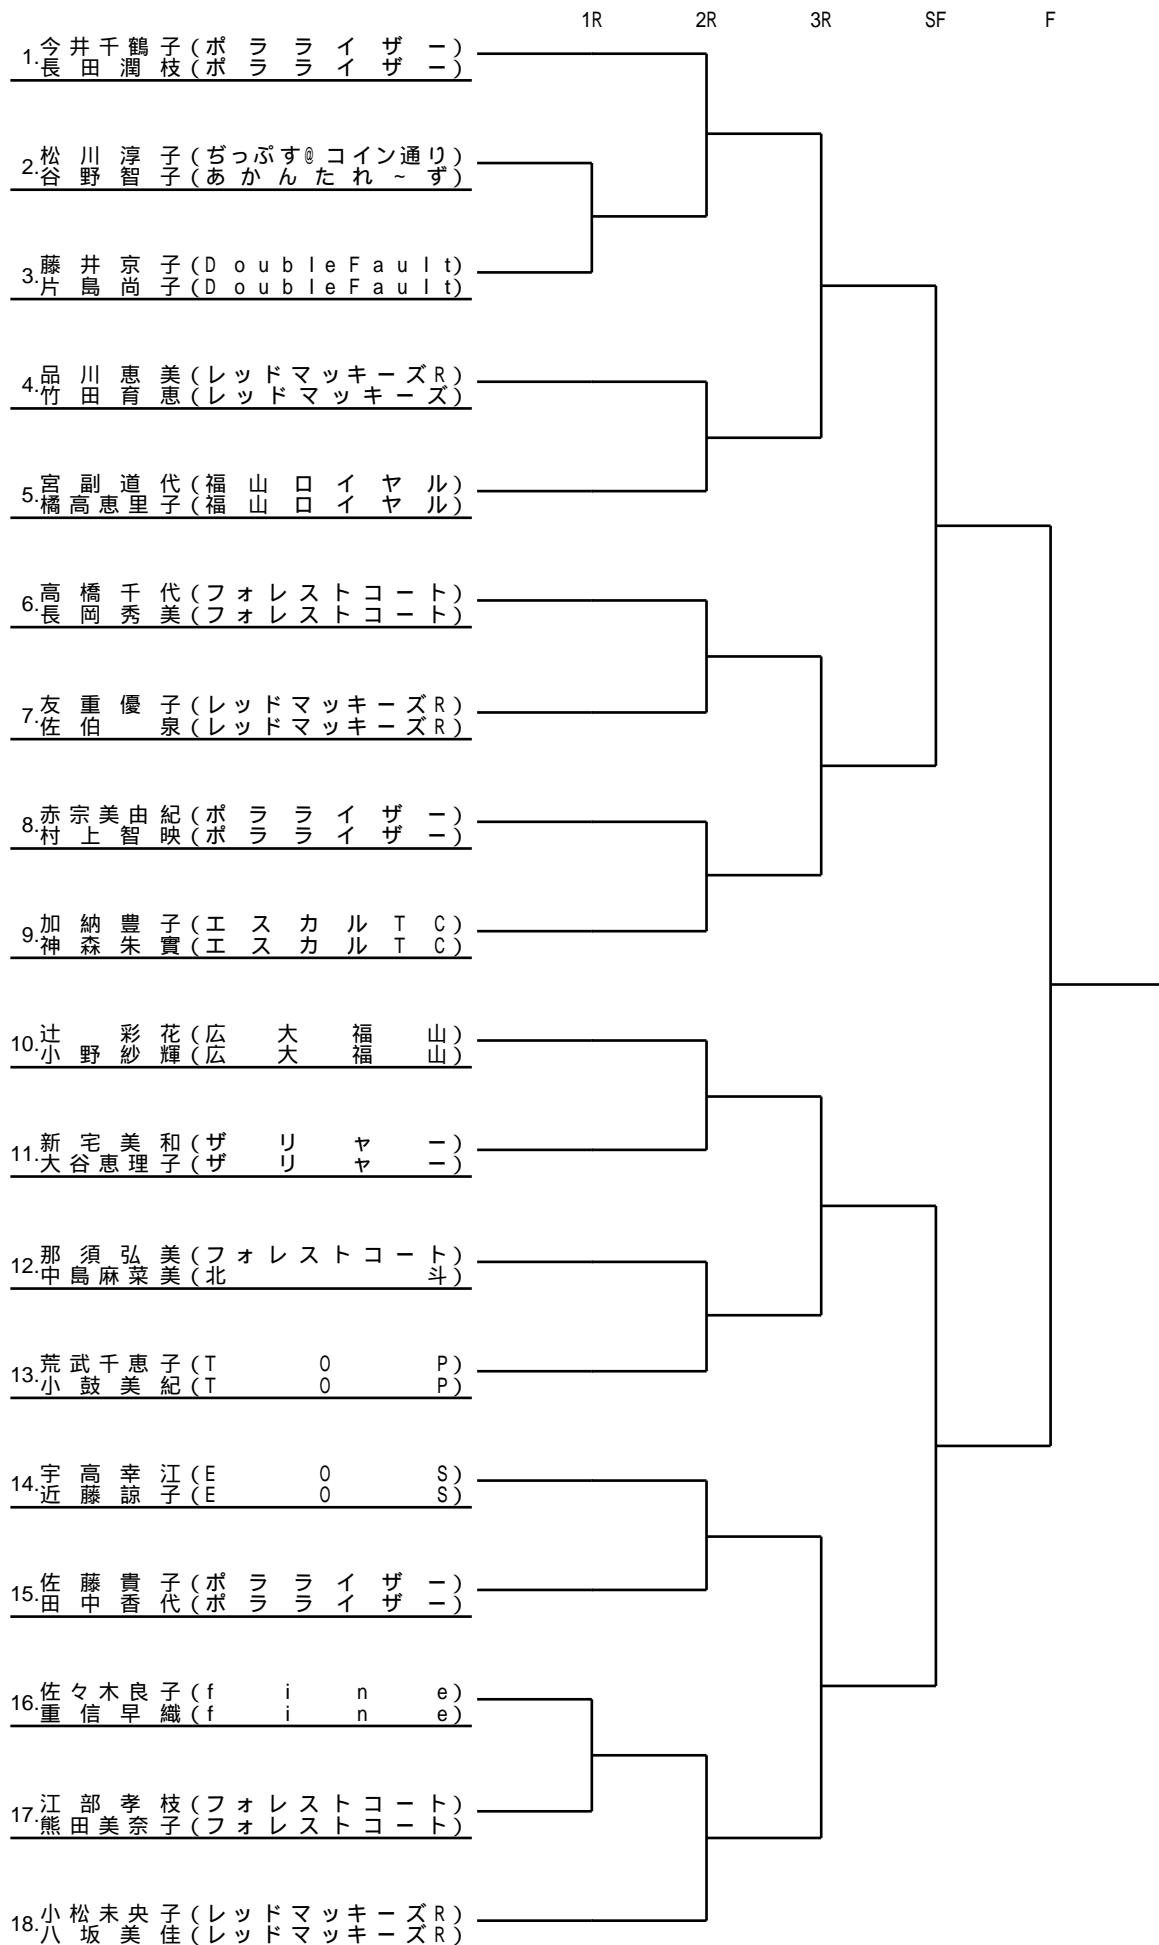 1R 2R 3R SF F
1. 今井千鶴子(ポラライザー)
長田潤枝(ポラライザー)
2. 松川淳子(ぢっぷす@コイン通り)
谷野智子(あかんたれ~ず)
3. 藤井京子(DoubleFault)
片島尚子(DoubleFault)
4. 品川恵美(レッドマッキーズR)
竹田育恵(レッドマッキーズ)
5. 宮副道代(福山ロイヤル)
橘高恵里子(福山ロイヤル)
6. 高橋千代(フォレストコート)
長岡秀美(フォレストコート)
7. 友重優子(レッドマッキーズR)
佐伯泉(レッドマッキーズR)
8. 赤宗美由紀(ポラライザー)
村上智映(ポラライザー)
9. 加納豊子(エスカルTC)
神森朱實(エスカルTC)
10. 辻彩花(広大福山)
小野紗輝(広大福山)
11. 新宅美和(ザリャー)
大谷恵理子(ザリャー)
12. 那須弘美(フォレストコート)
中島麻菜美(北斗)
13. 荒武千恵子(TOP)
小鼓美紀(TOP)
14. 宇高幸江(EOS)
近藤諒子(EOS)
15. 佐藤貴子(ポラライザー)
田中香代(ポラライザー)
16. 佐々木良子(fine)
重信早織(fine)
17. 江部孝枝(フォレストコート)
熊田美奈子(フォレストコート)
18. 小松未央子(レッドマッキーズR)
八坂美佳(レッドマッキーズR)